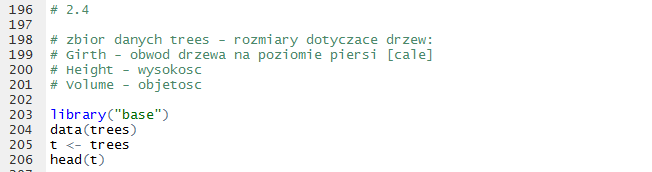 196 # 2.4
197
198 # zbior danych trees - rozmiary dotyczace drzew:
199 # Girth - obwod drzewa na poziomie piersi [cale]
200 # Height - wysokosc
201 # Volume - objetosc
202
203 library("base")
204 data(trees)
205 t <- trees
206 head(t)